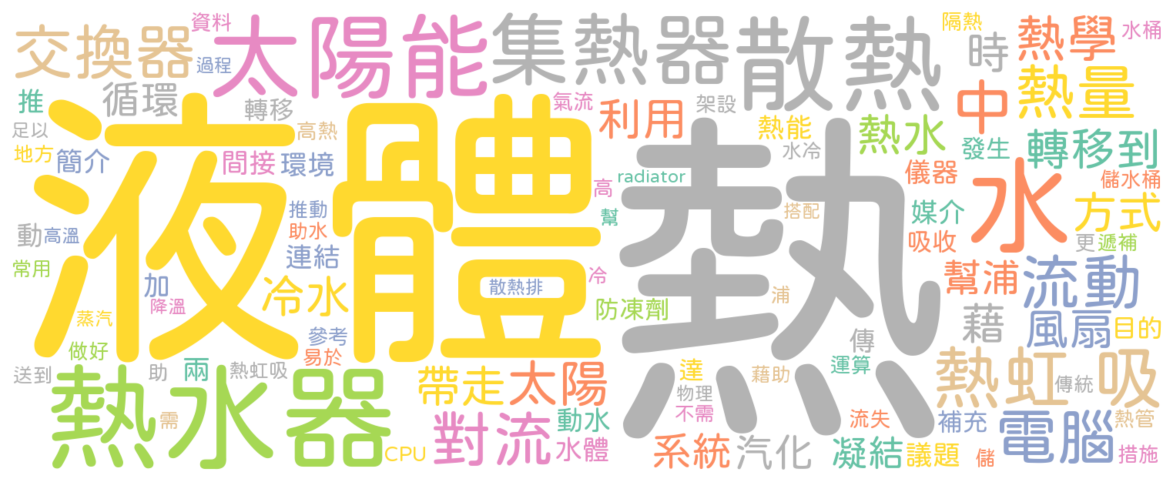 資料
隔熱
水桶
交換器
太陽能
集熱器
散熱
時
熱學
過程
推
循環
轉移
氣流
架設
利用
中
熱量
足以
高熱
熱能
熱水
地方
簡介
間接
環境
液體
熱
水冷
發生
轉移到
radiator
儀器
水
儲水桶
高
推動
助水
幫
搭配
媒介
方式
動
高溫
連結
吸收
更
遞補
常用
加
降溫
冷水
冷
散熱排
防凍劑
浦
幫浦
流動
蒸汽
參考
藉
風扇
目的
做好
易於
傳
送到
助
兩
熱虹吸
帶走
太陽
達
藉助
運算
熱虹吸
傳統
物理
熱水器
需
對流
動水
不需
流失
補充
電腦
熱管
CPU
水體
系統
汽化
凝結
議題
儲
措施